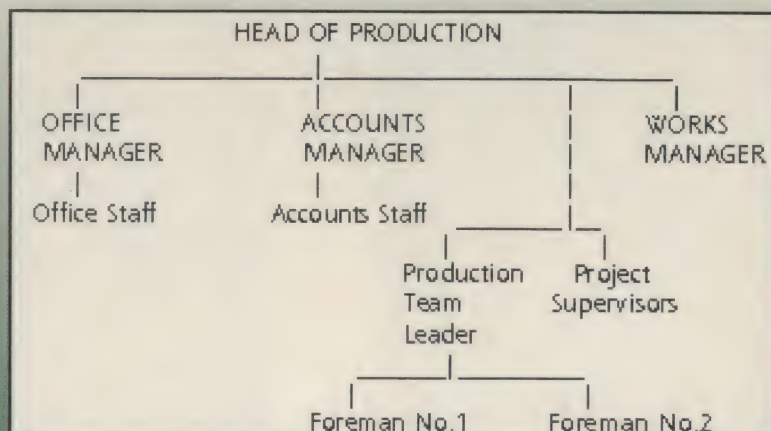 HEAD OF PRODUCTION
OFFICE MANAGER
ACCOUNTS MANAGER
WORKS MANAGER
Office Staff
Accounts Staff
Production Team Leader
Project Supervisors
Foreman No.1
Foreman No.2